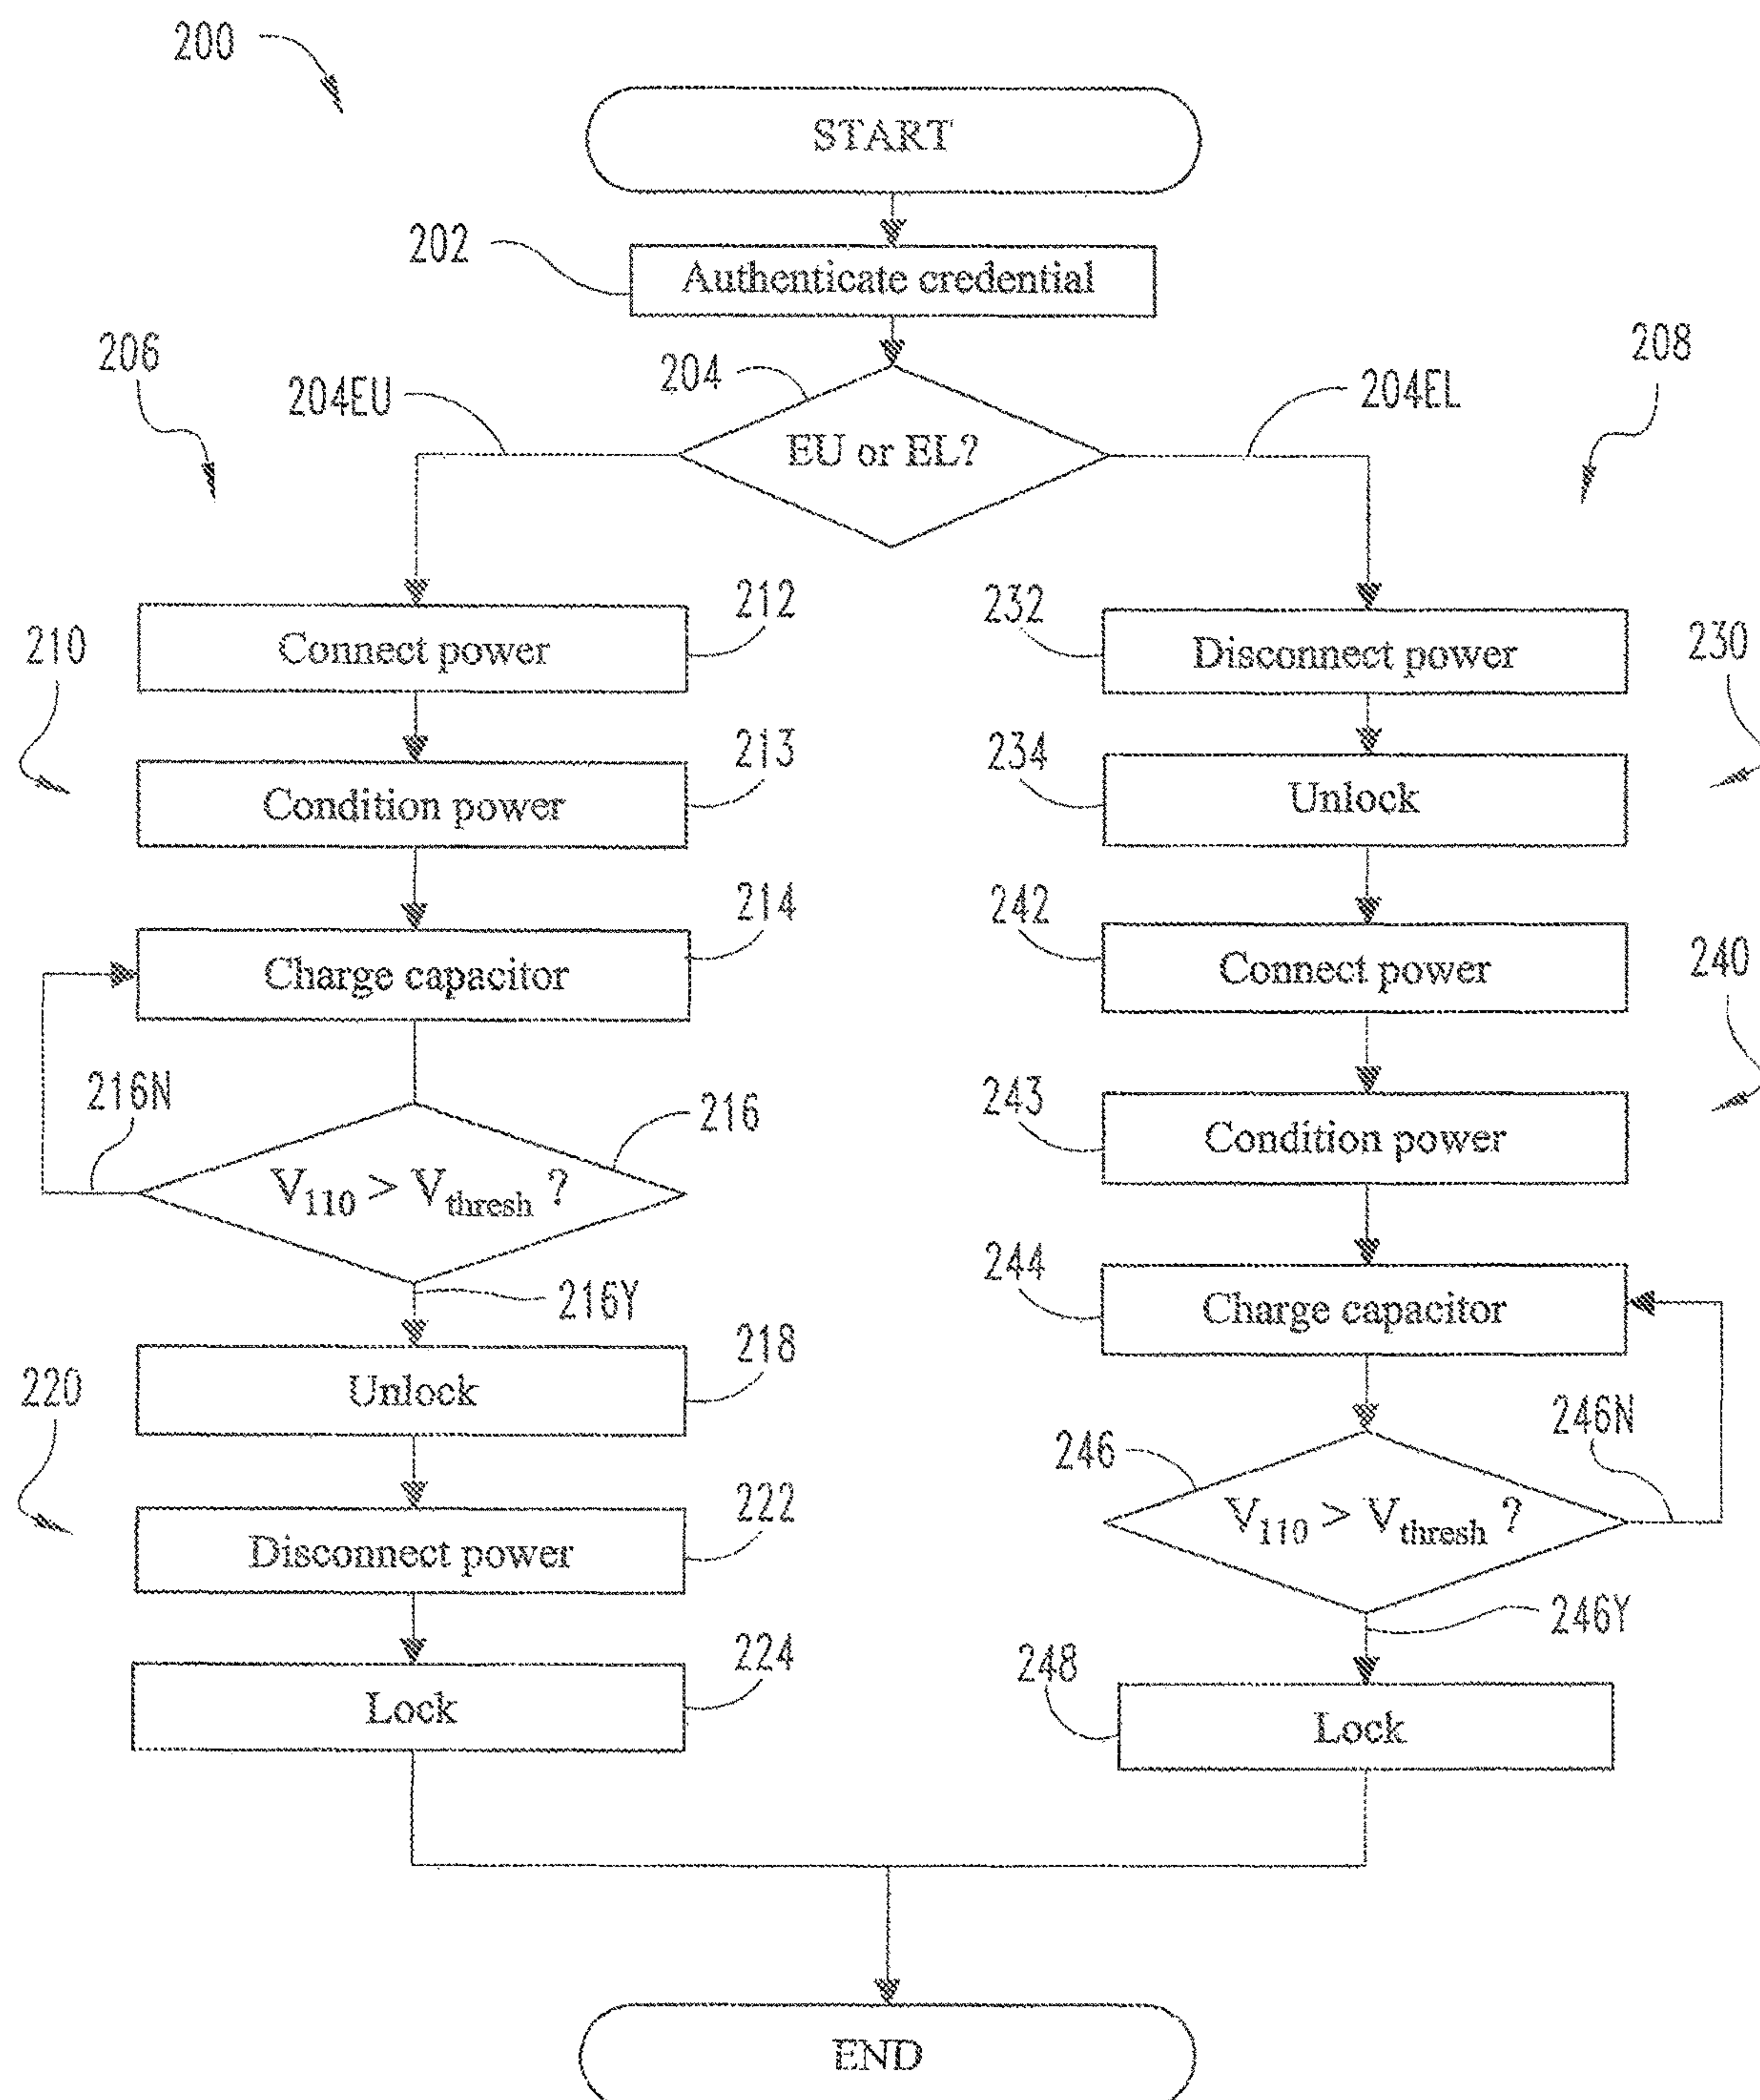 200
START
202
Authenticate credential
206
208
204EU
204
204EL
EU or EL?
212
232
Connect power
Disconnect power
210
230
213
234
Condition power
Unlock
214
242
Charge capacitor
Connect power
240
216N
216
243
V110 > Vthresh ?
Condition power
216Y
244
Charge capacitor
218
Unlock
220
246
246N
222
V110 > Vthresh ?
Disconnect power
246Y
224
248
Lock
Lock
END